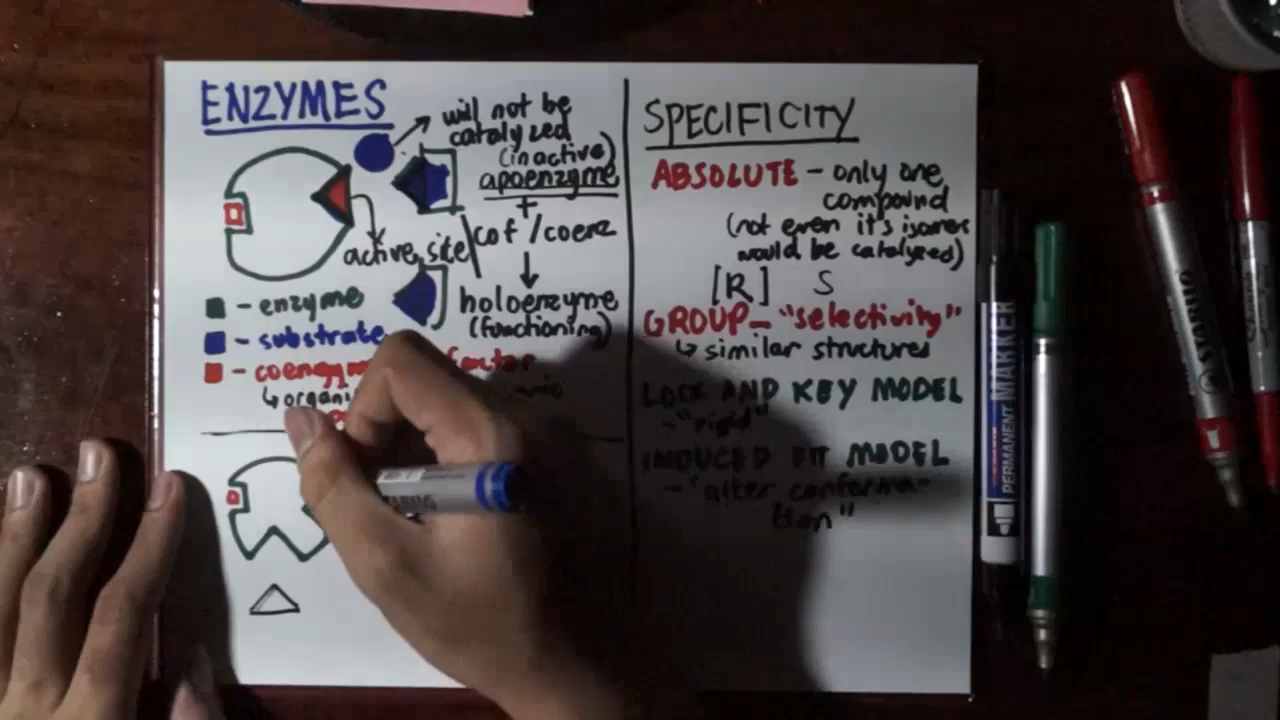 ENZYMES
will not be
catalyzed
(inactive)
apoenzyme
+
cof/coenz
active site
holoenzyme
(functioning)
- enzyme
- substrate
factor
SPECIFICITY
ABSOLUTE - only one
compound
(not even it's isomers
would be catalyzed)
[R] S
GROUP - "selectivity"
↳ similar structures
LOCK AND KEY MODEL
- "rigid"
INDUCED FIT MODEL
- "alter conforma-
tion"
PERMANENT MARKER
STABILO